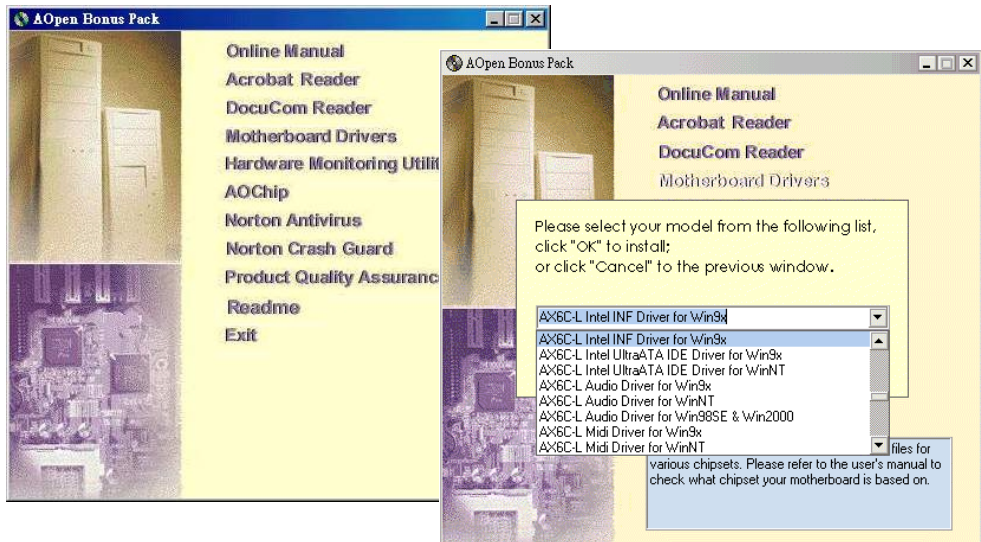 AOpen Bonus Pack
Online Manual
Acrobat Reader
DocuCom Reader
Motherboard Drivers
Hardware Monitoring
AOChip
Norton Antivirus
Norton Crash Guard
Product Quality
Readme
Exit
AOpen Bonus Pack
Online Manual
Acrobat Reader
DocuCom Reader
Motherboard Drivers
Please select your model from the following list,
click "OK" to install;
or click "Cancel" to the previous window.
AX6C-L Intel INF Driver for Win9x
AX6C-L Intel INF Driver for Win9x
AX6C-L Intel UltraATA IDE Driver for Win9x
AX6C-L Intel UltraATA IDE Driver for WinNT
AX6C-L Audio Driver for Win9x
AX6C-L Audio Driver for WinNT
AX6C-L Audio Driver for Win98SE & Win2000
AX6C-L Midi Driver for Win9x
AX6C-L Midi Driver for WinNT
files for
various chipsets. Please refer to the user's manual to
check what chipset your motherboard is based on.